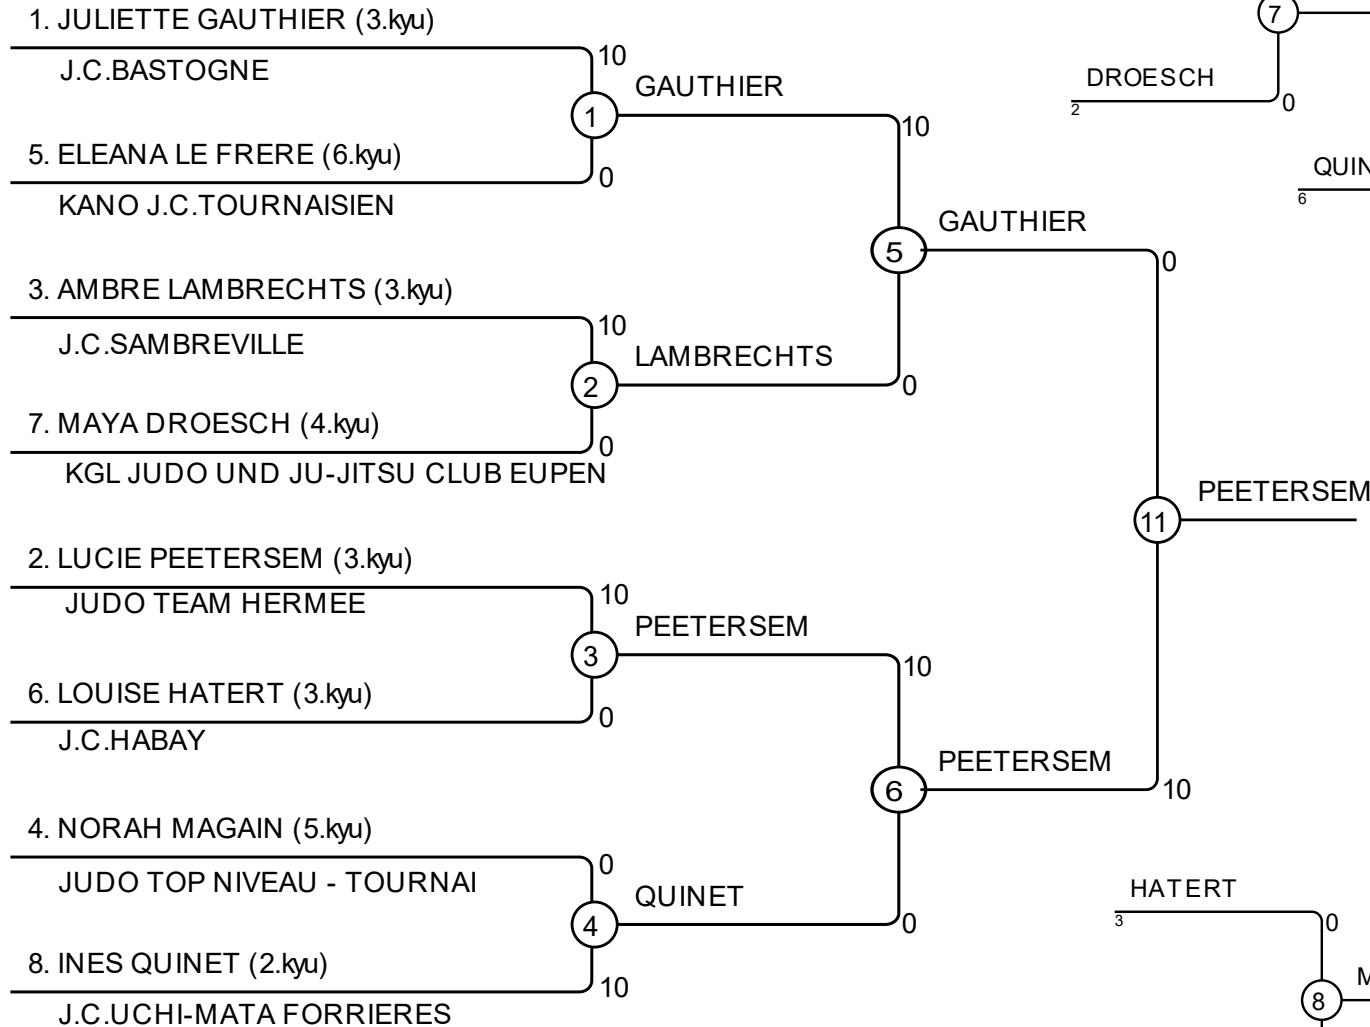 1. JULIETTE GAUTHIER (3.kyu)
J.C.BASTOGNE
10
1
GAUTHIER
5. ELEANA LE FRERE (6.kyu)
0
KANO J.C.TOURNAISIEN
10
5
GAUTHIER
3. AMBRE LAMBRECHTS (3.kyu)
J.C.SAMBREVILLE
10
2
LAMBRECHTS
0
7. MAYA DROESCH (4.kyu)
0
KGL JUDO UND JU-JITSU CLUB EUPEN
0
11
PEETERSEM
2. LUCIE PEETERSEM (3.kyu)
JUDO TEAM HERMEE
10
3
PEETERSEM
6. LOUISE HATERT (3.kyu)
0
J.C.HABAY
10
6
PEETERSEM
10
4. NORAH MAGAIN (5.kyu)
JUDO TOP NIVEAU - TOURNAI
0
4
QUINET
0
8. INES QUINET (2.kyu)
10
J.C.UCHI-MATA FORRIERES
7
DROESCH
2
0
QUIN
6
HATERT
3
0
8
M